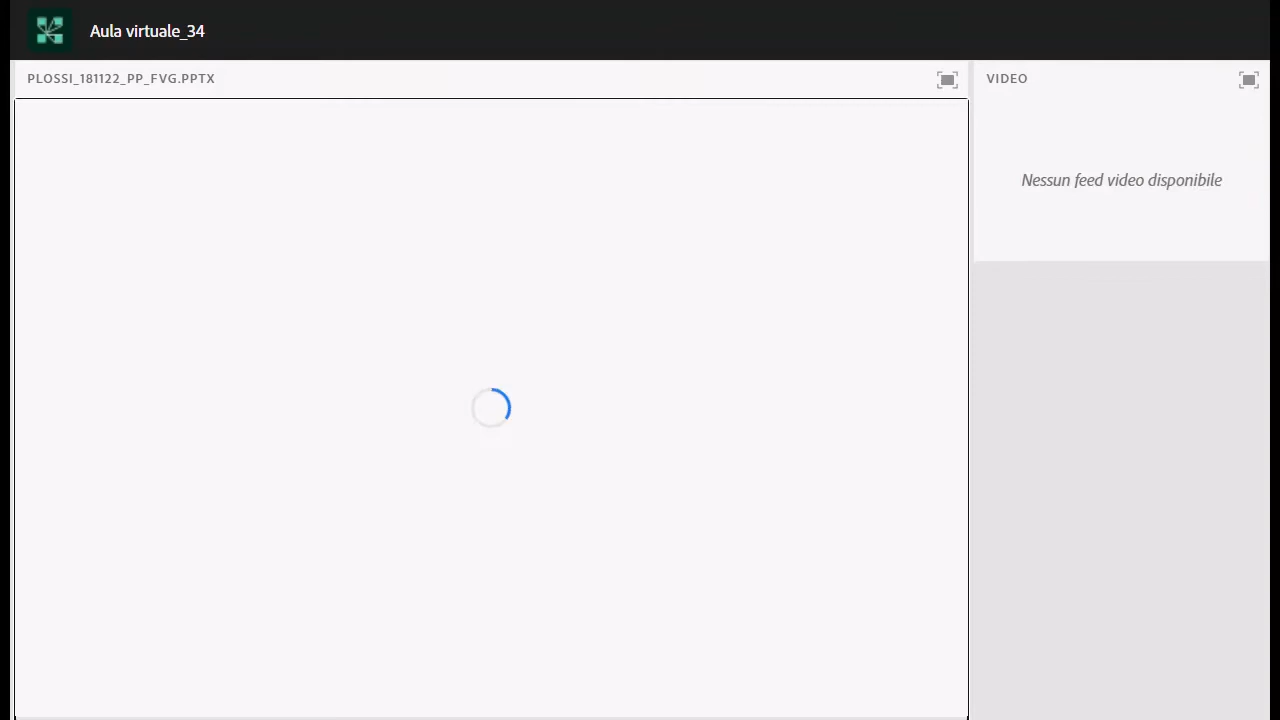 Aula virtuale_34
PLOSSI_181122_PP_FVG.PPTX
VIDEO
Nessun feed video disponibile